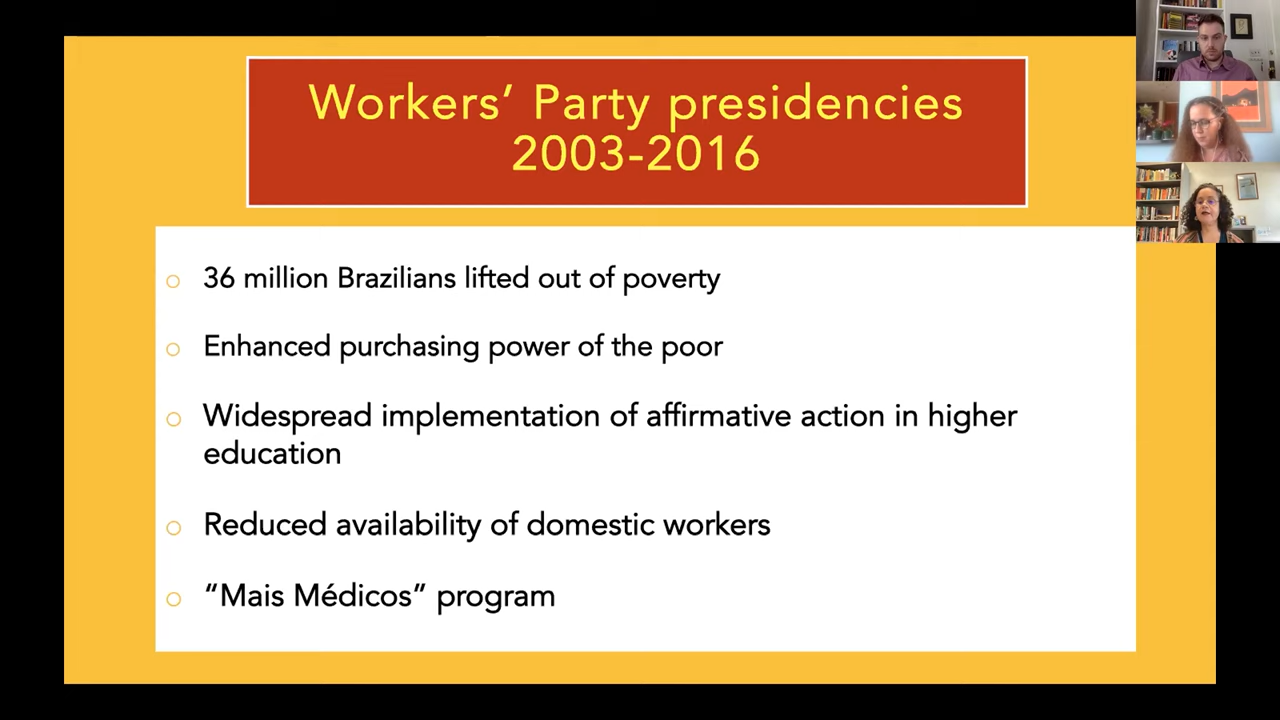 Workers’ Party presidencies
2003-2016
36 million Brazilians lifted out of poverty
Enhanced purchasing power of the poor
Widespread implementation of affirmative action in higher
education
Reduced availability of domestic workers
“Mais Médicos” program